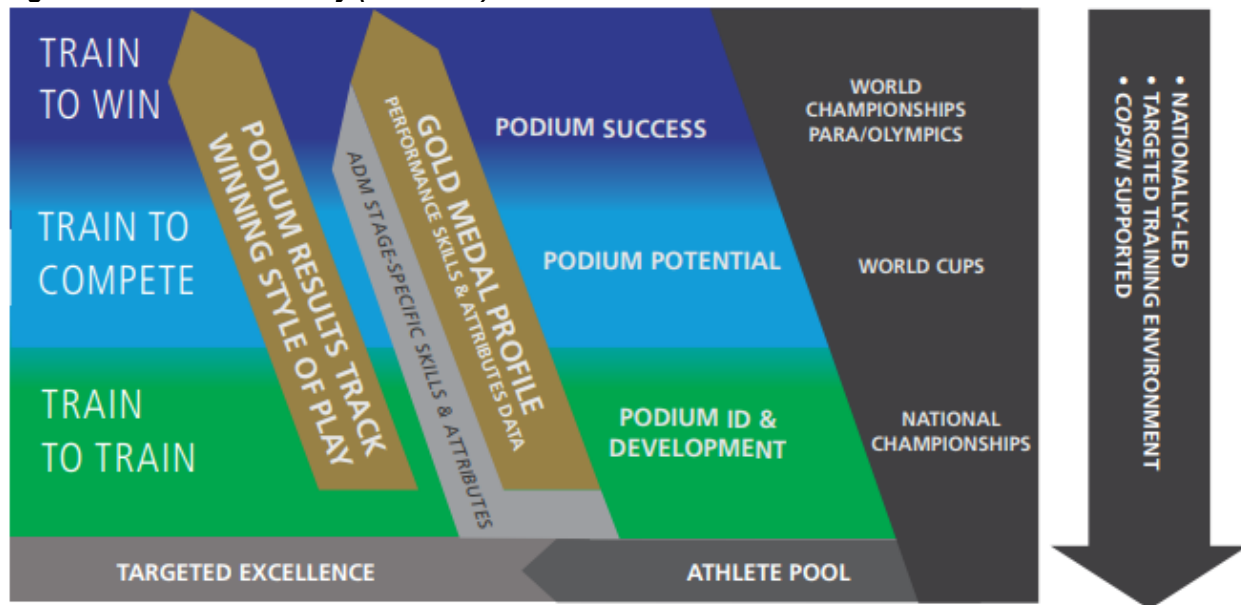 TRAIN
TO WIN
TRAIN TO
COMPETE
TRAIN
TO TRAIN
PODIUM RESULTS TRACK
WINNING STYLE OF PLAY
ADM STAGE-SPECIFIC SKILLS & ATTRIBUTES
GOLD MEDAL PROFILE
PERFORMANCE SKILLS & ATTRIBUTES DATA
PODIUM SUCCESS
PODIUM POTENTIAL
PODIUM ID &
DEVELOPMENT
WORLD
CHAMPIONSHIPS
PARA/OLYMPICS
WORLD CUPS
NATIONAL
CHAMPIONSHIPS
• NATIONALLY-LED
• TARGETED TRAINING ENVIRONMENT
• COPSIN SUPPORTED
TARGETED EXCELLENCE
ATHLETE POOL